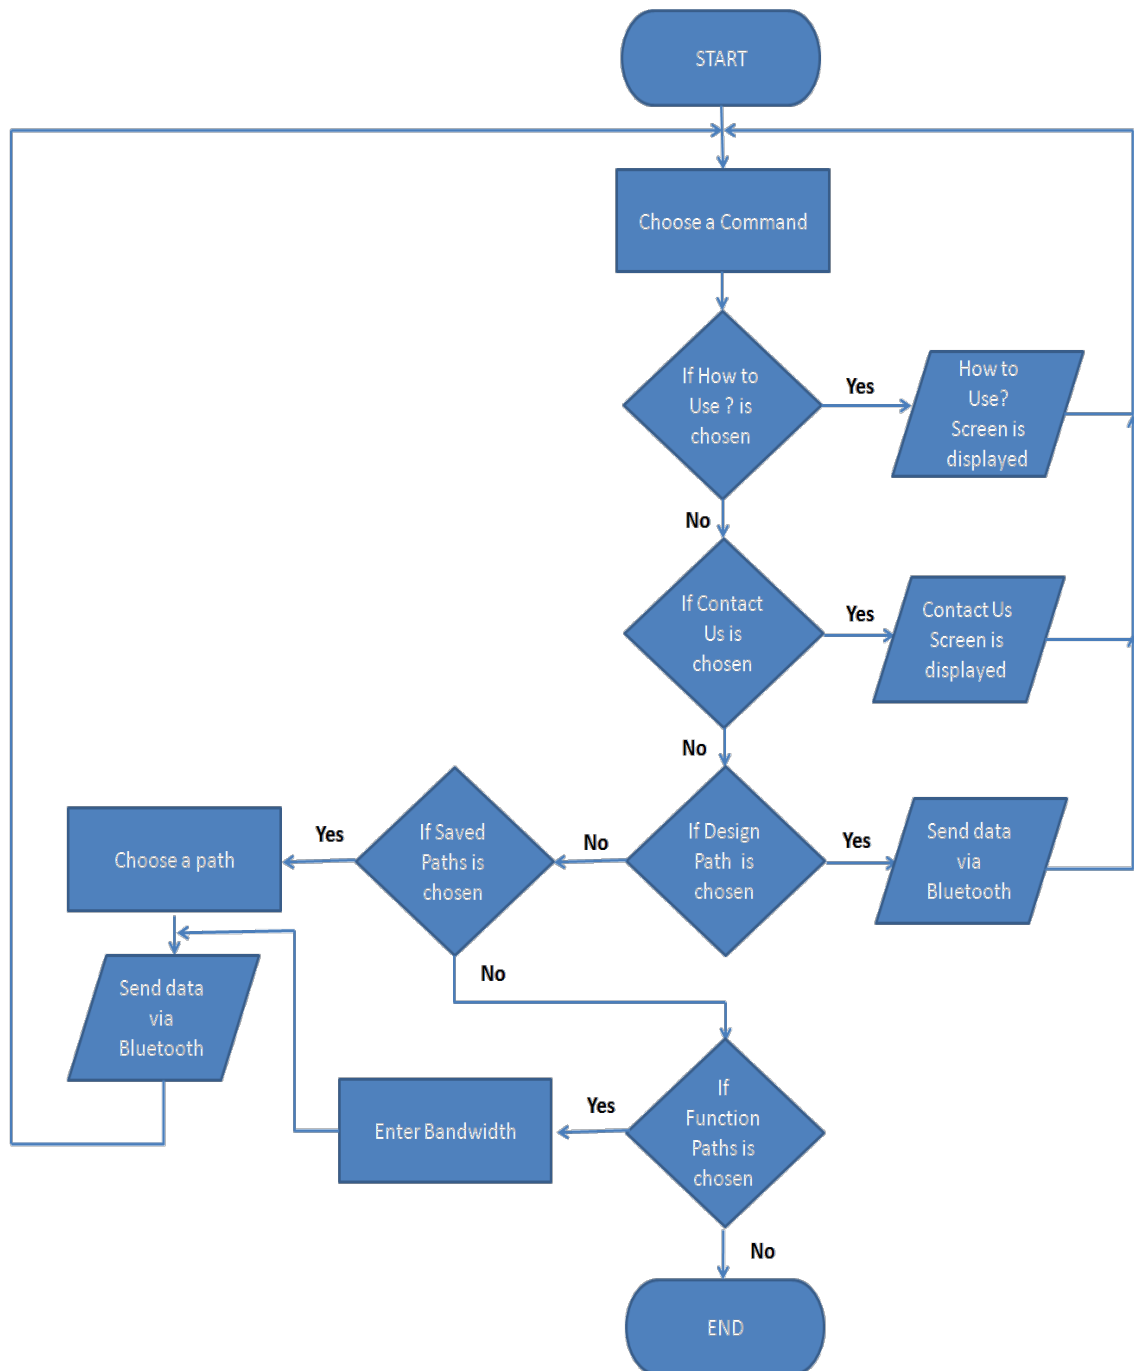 START
Choose a Command
If How to
Use ? is
chosen
Yes
How to
Use?
Screen is
displayed
No
If Contact
Us is
chosen
Yes
Contact Us
Screen is
displayed
No
If Design
Path is
chosen
Yes
Send data
via
Bluetooth
No
If Saved
Paths is
chosen
Yes
Choose a path
Send data
via
Bluetooth
No
If
Function
Paths is
chosen
Yes
Enter Bandwidth
No
END